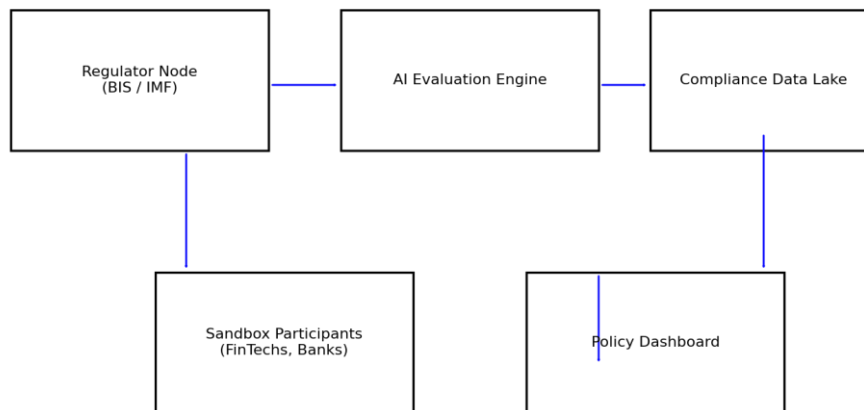 Regulator Node
(BIS / IMF)
AI Evaluation Engine
Compliance Data Lake
Sandbox Participants
(FinTechs, Banks)
Policy Dashboard